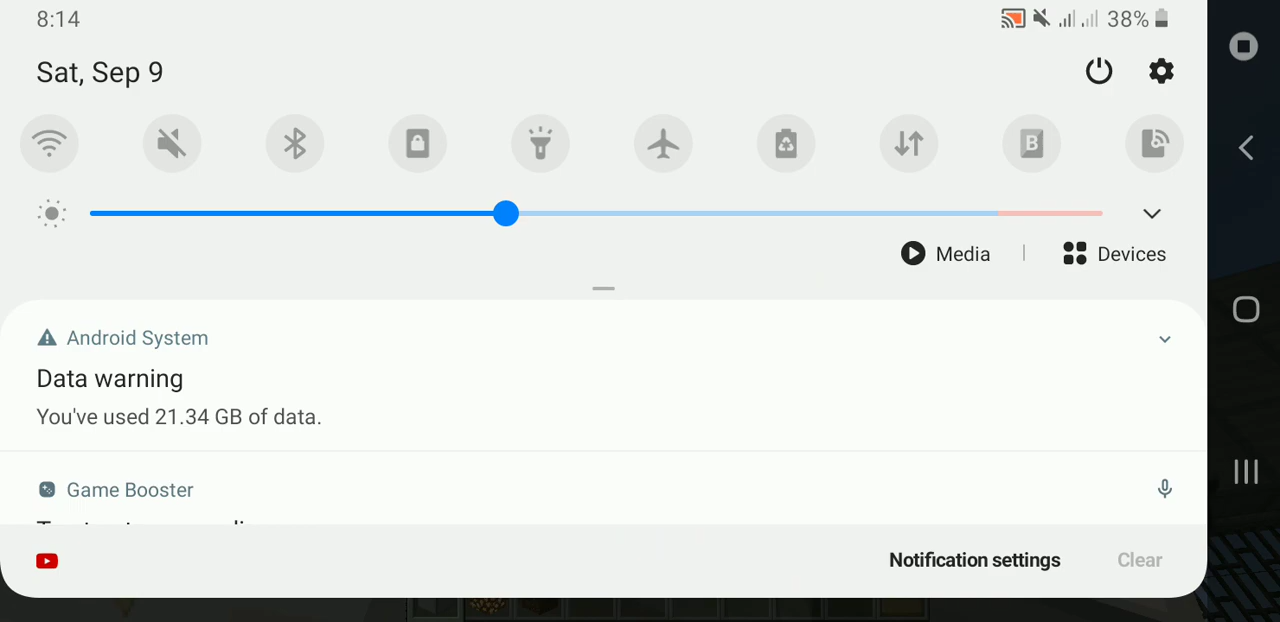 8:14
38%
Sat, Sep 9
B
Media
Devices
Android System
Data warning
You've used 21.34 GB of data.
Game Booster
Notification settings
Clear